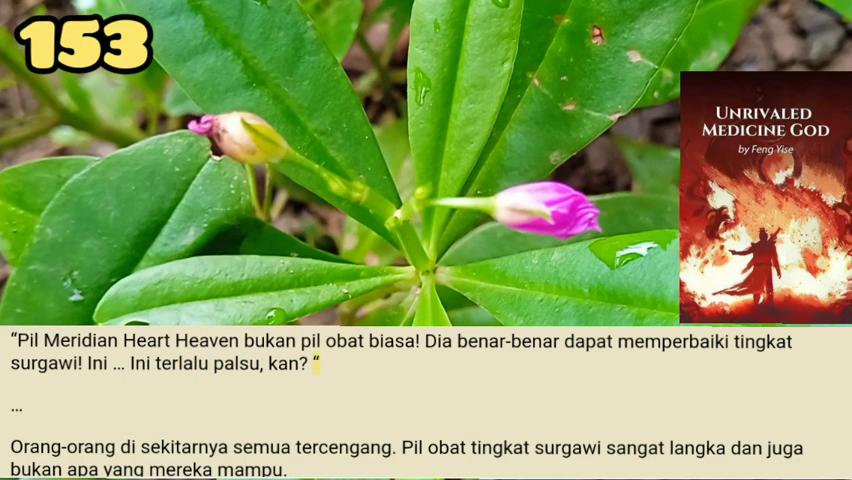 153
UNRIVALED
MEDICINE GOD
by Feng Yise
“Pil Meridian Heart Heaven bukan pil obat biasa! Dia benar-benar dapat memperbaiki tingkat
surgawi! Ini ... Ini terlalu palsu, kan? “
...
Orang-orang di sekitarnya semua tercengang. Pil obat tingkat surgawi sangat langka dan juga
bukan apa yang mereka mampu.